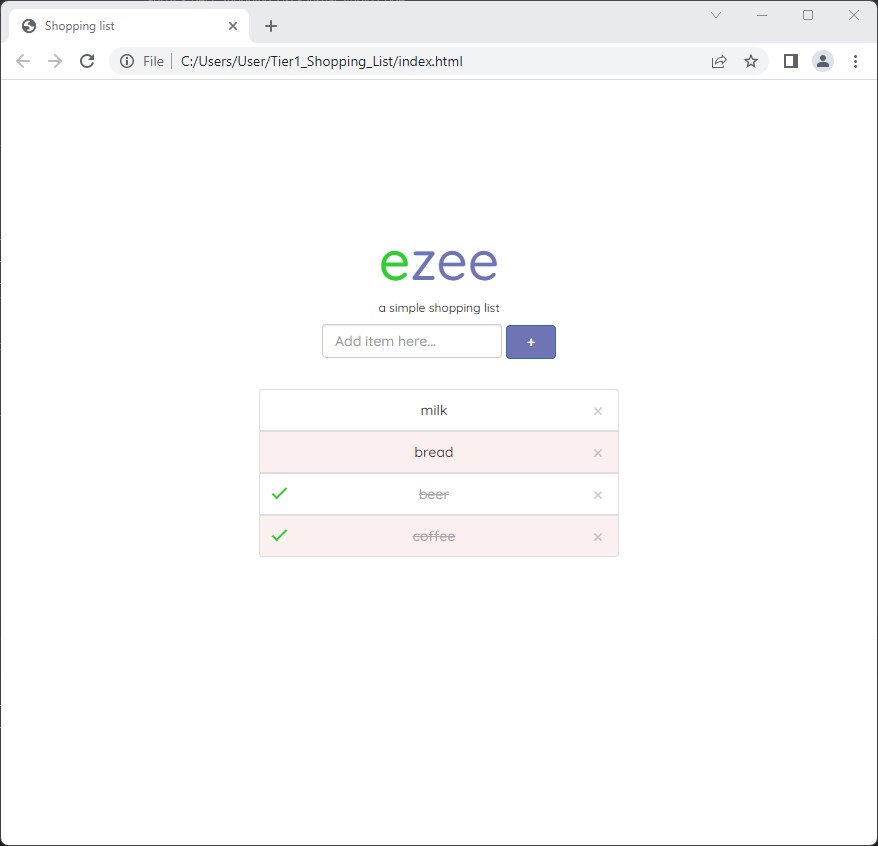 Shopping list
File C:/Users/User/Tier1_Shopping_List/index.html
ezee
a simple shopping list
Add item here...
+
milk ×
bread ×
beer ×
coffee ×